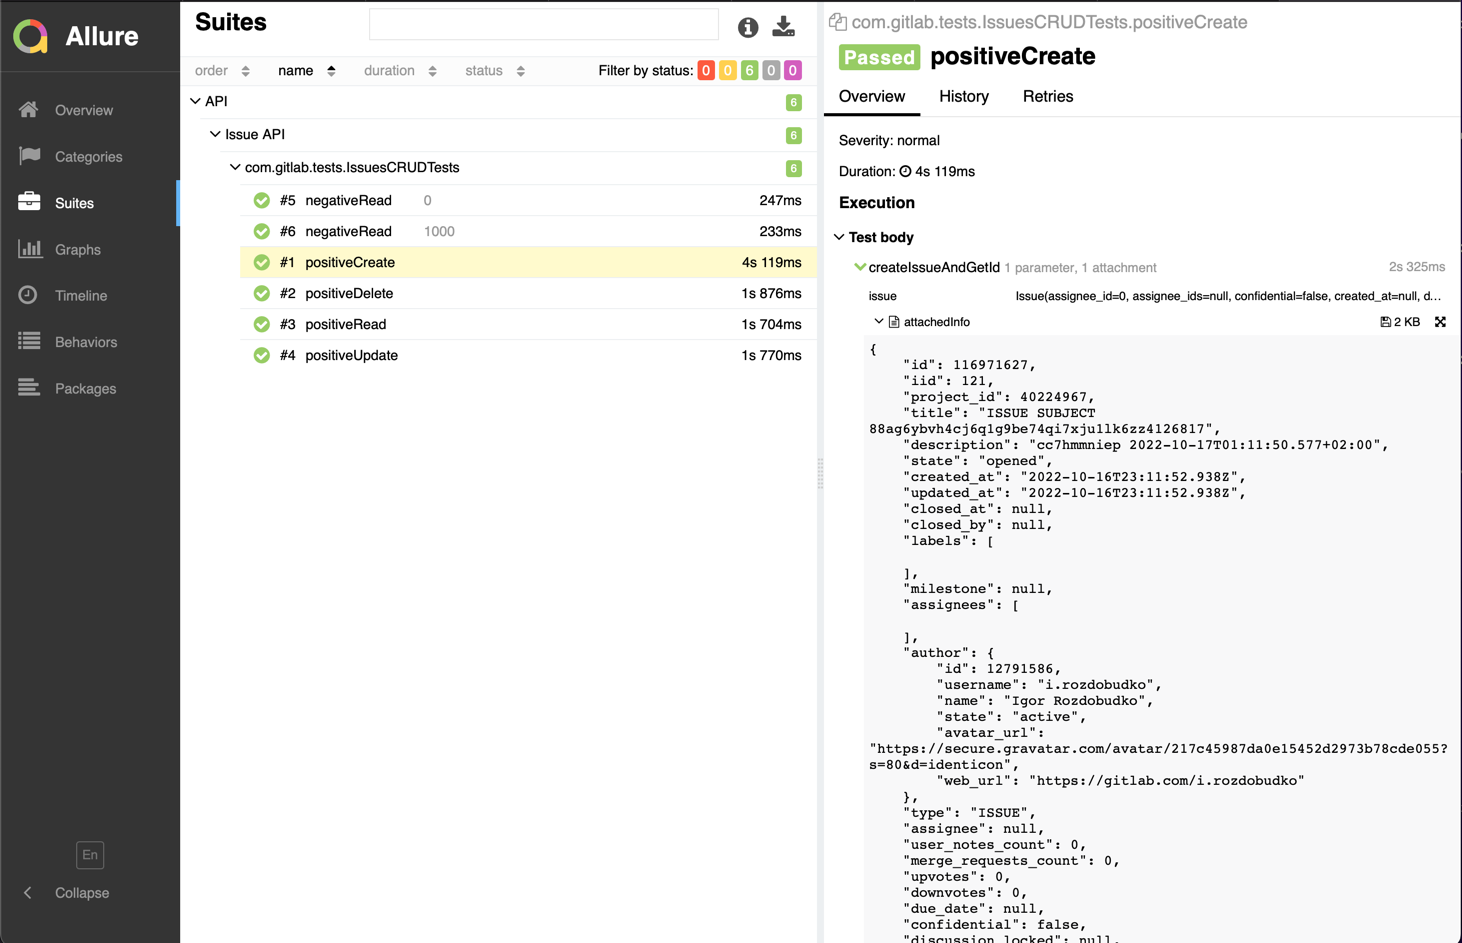 Allure
Overview
Categories
Suites
Graphs
Timeline
Behaviors
Packages
En
Collapse
Suites
order name duration status Filter by status: 0 0 6 0 0
API 6
Issue API 6
com.gitlab.tests.IssuesCRUDTests 6
#5 negativeRead 0 247ms
#6 negativeRead 1000 233ms
#1 positiveCreate 4s 119ms
#2 positiveDelete 1s 876ms
#3 positiveRead 1s 704ms
#4 positiveUpdate 1s 770ms
com.gitlab.tests.IssuesCRUDTests.positiveCreate
Passed positiveCreate
Overview History Retries
Severity: normal
Duration: 4s 119ms
Execution
Test body
createIssueAndGetId 1 parameter, 1 attachment 2s 325ms
issue Issue(assignee_id=0, assignee_ids=null, confidential=false, created_at=null, d...
attachedInfo 2 KB
{
"id": 116971627,
"iid": 121,
"project_id": 40224967,
"title": "ISSUE SUBJECT
88ag6ybvh4cj6q1g9be74qi7xju1lk6zz4126817",
"description": "cc7hmmniep 2022-10-17T01:11:50.577+02:00",
"state": "opened",
"created_at": "2022-10-16T23:11:52.938Z",
"updated_at": "2022-10-16T23:11:52.938Z",
"closed_at": null,
"closed_by": null,
"labels": [
],
"milestone": null,
"assignees": [
],
"author": {
"id": 12791586,
"username": "i.rozdobudko",
"name": "Igor Rozdobudko",
"state": "active",
"avatar_url":
"https://secure.gravatar.com/avatar/217c45987da0e15452d2973b78cde055?
s=80&d=identicon",
"web_url": "https://gitlab.com/i.rozdobudko"
},
"type": "ISSUE",
"assignee": null,
"user_notes_count": 0,
"merge_requests_count": 0,
"upvotes": 0,
"downvotes": 0,
"due_date": null,
"confidential": false,
"discussion_locked": null,